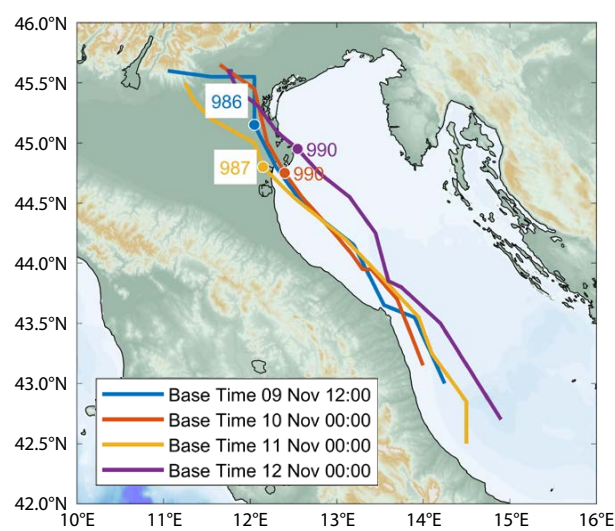 46.0°N
45.5°N
986
45.0°N
990
987
990
44.5°N
44.0°N
43.5°N
43.0°N
Base Time 09 Nov 12:00
Base Time 10 Nov 00:00
42.5°N
Base Time 11 Nov 00:00
Base Time 12 Nov 00:00
42.0°N
10°E 11°E 12°E 13°E 14°E 15°E 16°E